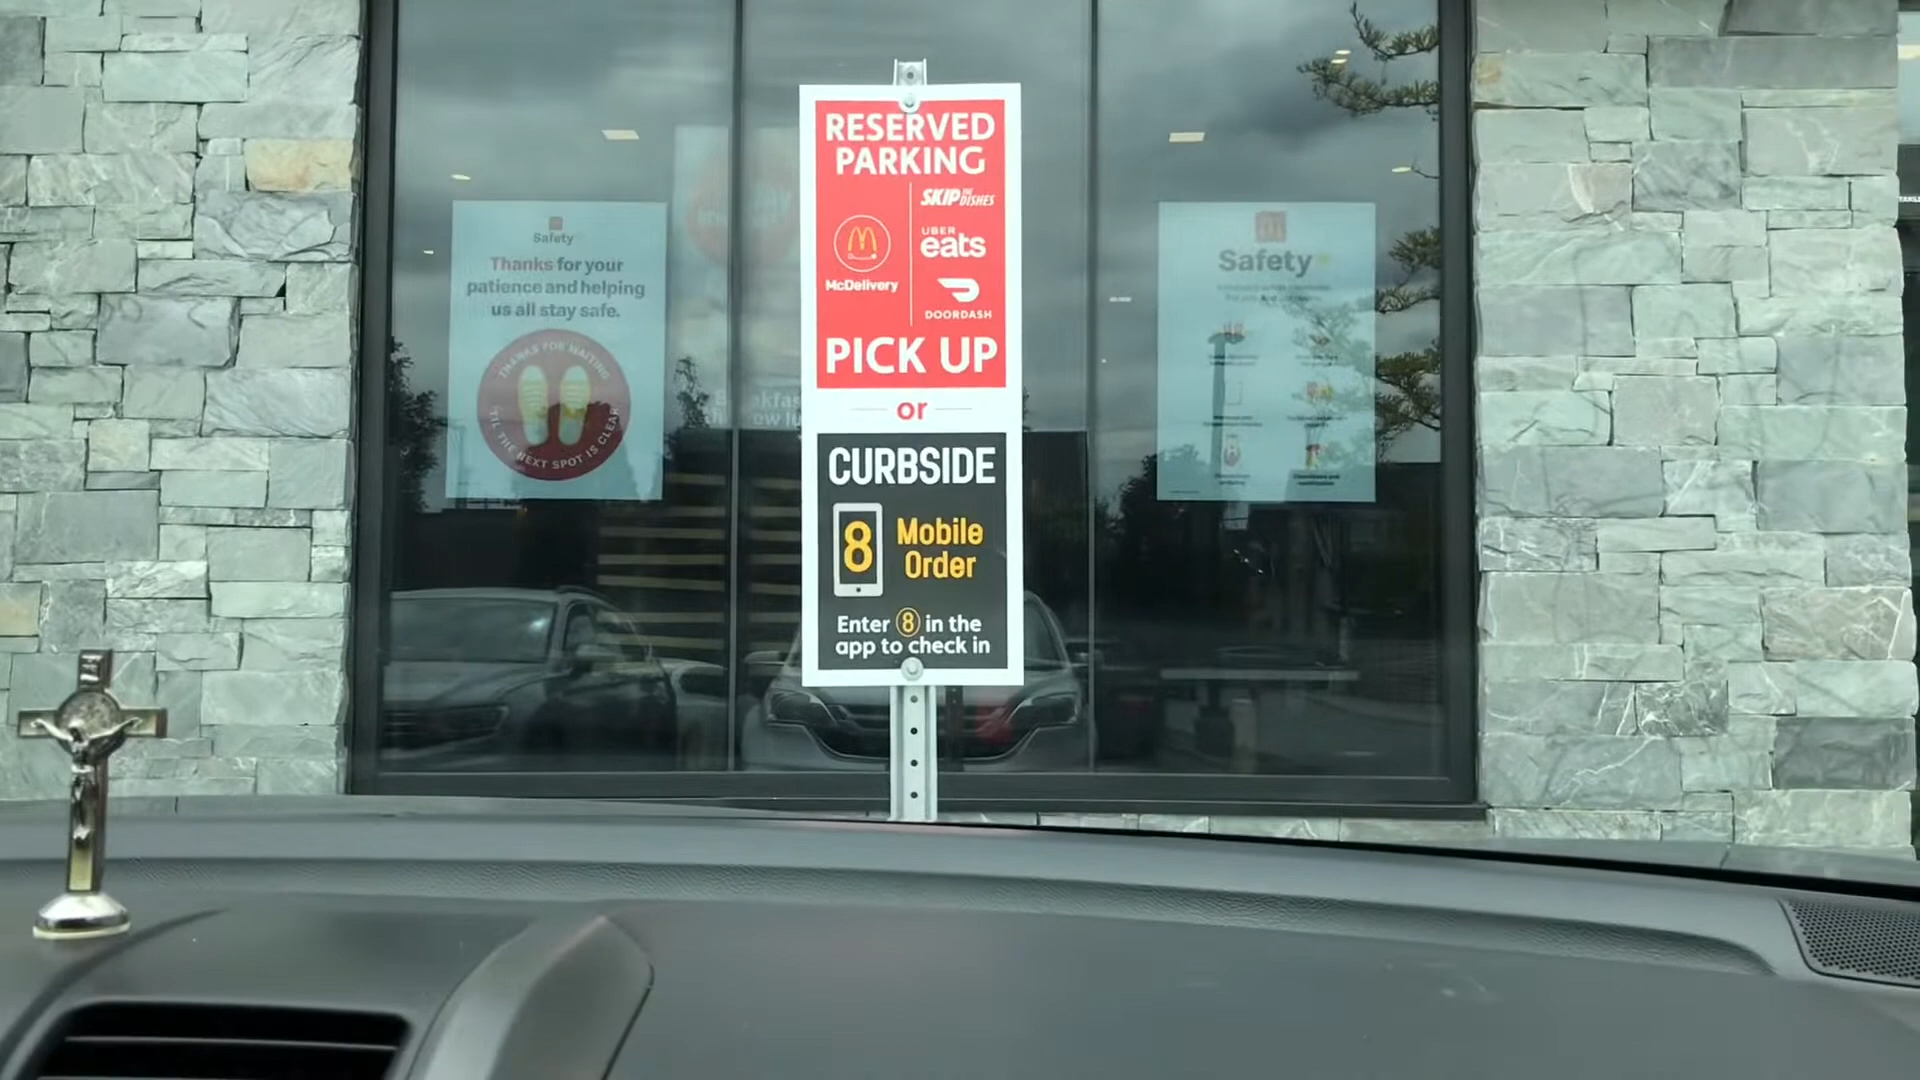 RESERVED
PARKING
McDelivery
SKIP THE DISHES
UBER
eats
DOORDASH
PICK UP
or
CURBSIDE
8
Mobile
Order
Enter 8 in the
app to check in
Safety
Thanks for your
patience and helping
us all stay safe.
THANKS FOR WAITING
'TIL THE NEXT SPOT IS CLEAR
Safety